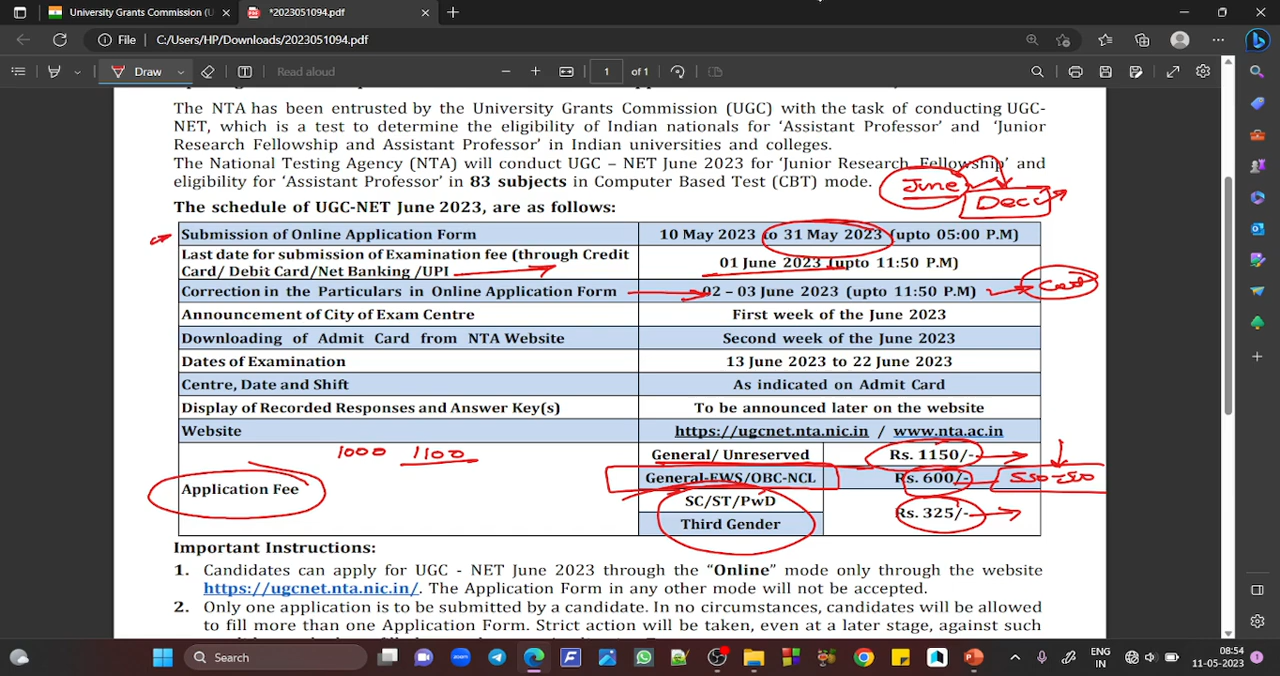 University Grants Commission (U
*2023051094.pdf
File C:/Users/HP/Downloads/2023051094.pdf
Draw Read aloud 1 of 1
The NTA has been entrusted by the University Grants Commission (UGC) with the task of conducting UGC-
NET, which is a test to determine the eligibility of Indian nationals for 'Assistant Professor' and 'Junior
Research Fellowship and Assistant Professor' in Indian universities and colleges.
The National Testing Agency (NTA) will conduct UGC – NET June 2023 for 'Junior Research Fellowship' and
eligibility for 'Assistant Professor' in 83 subjects in Computer Based Test (CBT) mode.
June
Dec
The schedule of UGC-NET June 2023, are as follows:
Submission of Online Application Form 10 May 2023 to 31 May 2023 (upto 05:00 P.M)
Last date for submission of Examination fee (through Credit
Card/ Debit Card/Net Banking /UPI 01 June 2023 (upto 11:50 P.M)
Correction in the Particulars in Online Application Form 02 – 03 June 2023 (upto 11:50 P.M)
Announcement of City of Exam Centre First week of the June 2023
Downloading of Admit Card from NTA Website Second week of the June 2023
Dates of Examination 13 June 2023 to 22 June 2023
Centre, Date and Shift As indicated on Admit Card
Display of Recorded Responses and Answer Key(s) To be announced later on the website
Website https://ugcnet.nta.nic.in / www.nta.ac.in
1000 1100 General/ Unreserved Rs. 1150/-
General-EWS/OBC-NCL Rs. 600/- 550-500
Application Fee
SC/ST/PwD
Rs. 325/-
Third Gender
Important Instructions:
1. Candidates can apply for UGC - NET June 2023 through the "Online" mode only through the website
https://ugcnet.nta.nic.in/. The Application Form in any other mode will not be accepted.
2. Only one application is to be submitted by a candidate. In no circumstances, candidates will be allowed
to fill more than one Application Form. Strict action will be taken, even at a later stage, against such
Search
ENG
IN
08:54
11-05-2023